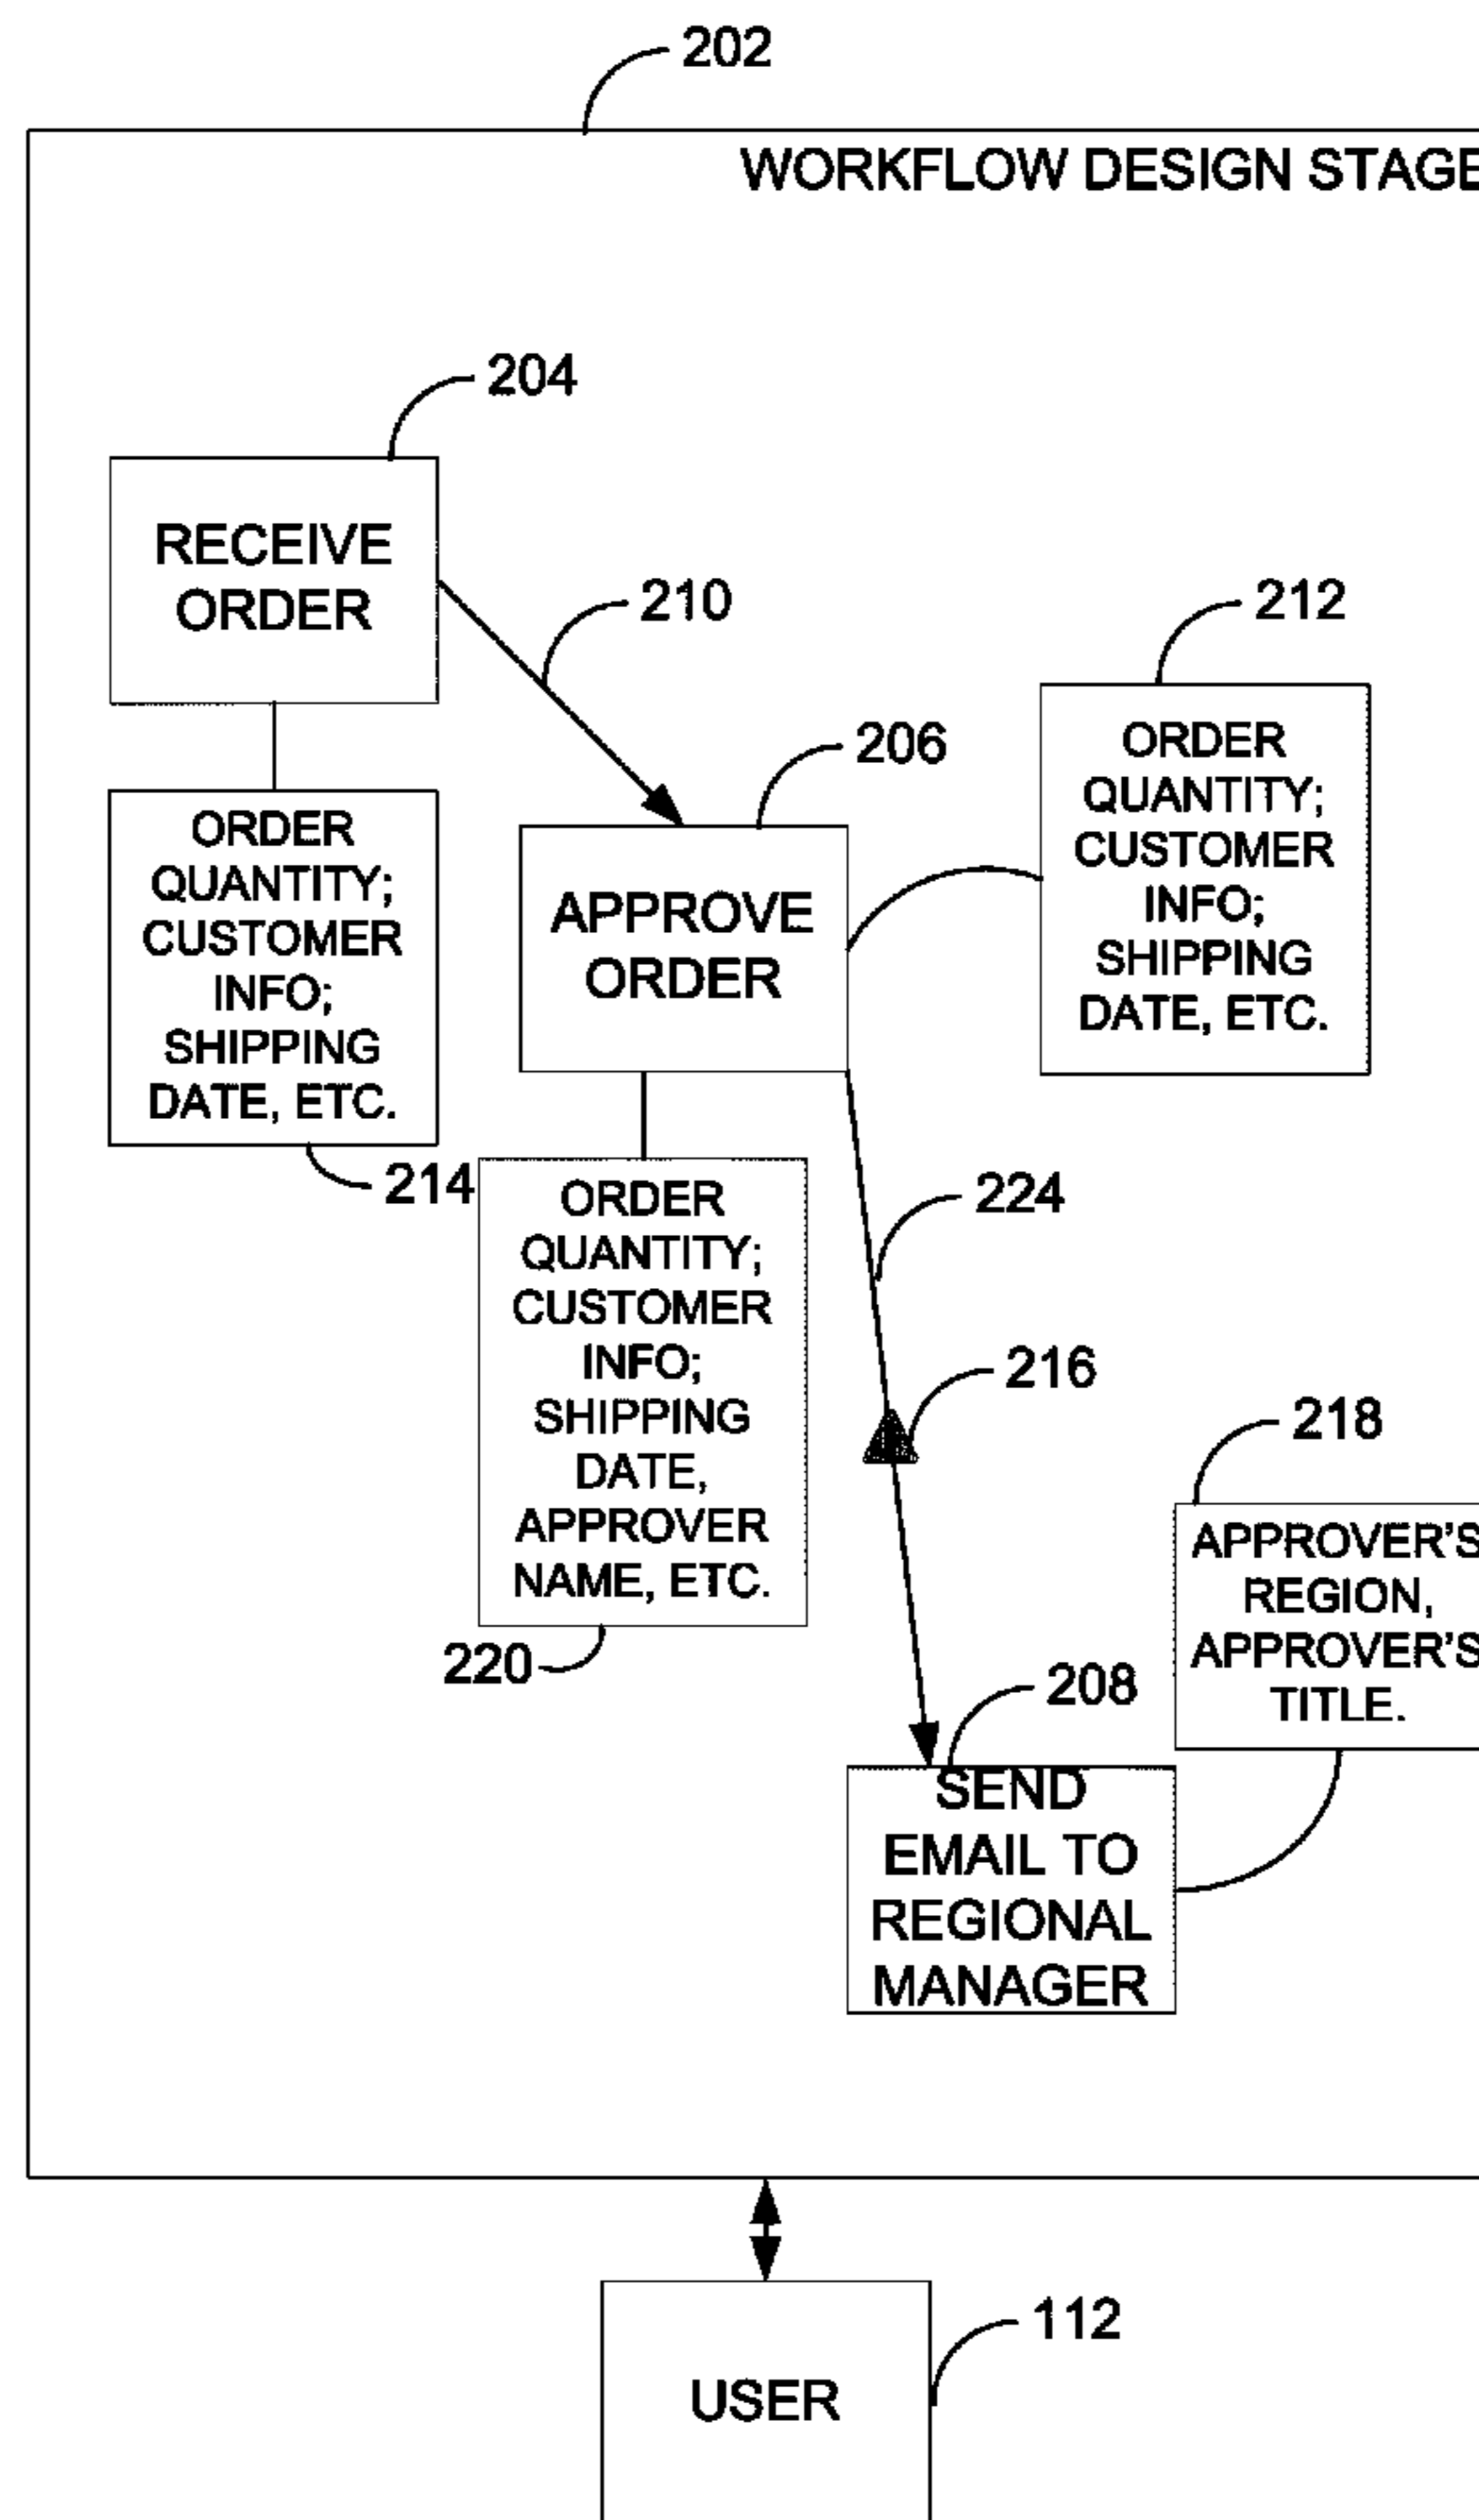 202
WORKFLOW DESIGN STAGE
204
RECEIVE
ORDER
210
212
206
ORDER
QUANTITY;
CUSTOMER
INFO;
SHIPPING
DATE, ETC.
APPROVE
ORDER
ORDER
QUANTITY;
CUSTOMER
INFO;
SHIPPING
DATE, ETC.
214
ORDER
QUANTITY;
CUSTOMER
INFO;
SHIPPING
DATE,
APPROVER
NAME, ETC.
220
224
216
218
APPROVER'S
REGION,
APPROVER'S
TITLE.
208
SEND
EMAIL TO
REGIONAL
MANAGER
112
USER